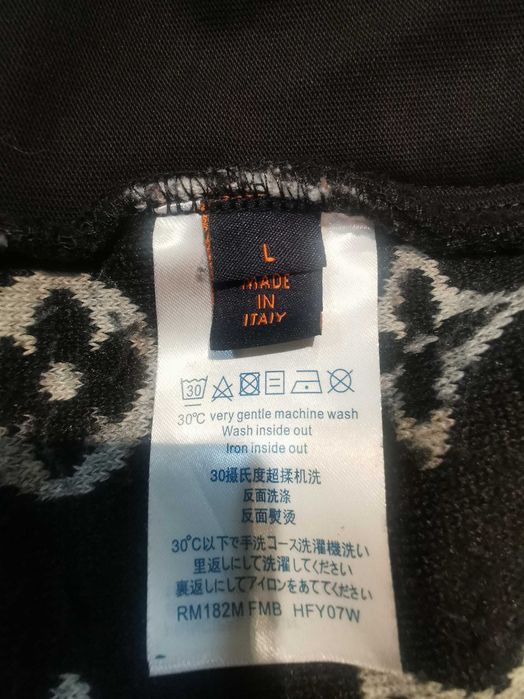 L
MADE
IN
ITALY
30
30℃ very gentle machine wash
Wash inside out
Iron inside out
30摄氏度超揉机洗
反面洗涤
反面熨烫
30℃以下で手洗コース洗濯機洗い
里返しにして洗濯してください
裏返しにしてアイロンをあててください
RM182M FMB HFY07W